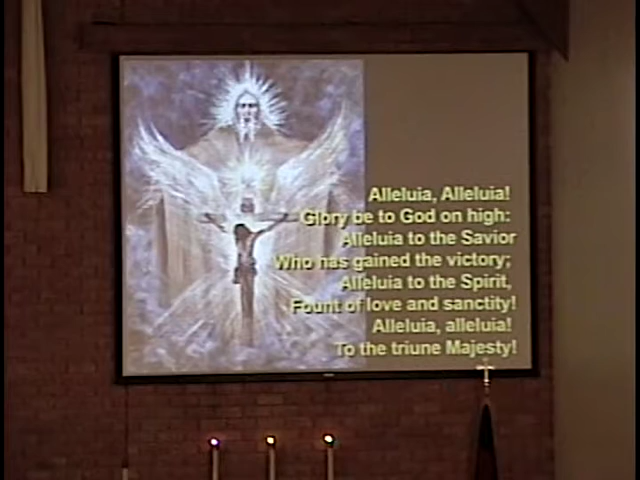 Alleluia, Alleluia!
Glory be to God on high:
Alleluia to the Savior
Who has gained the victory;
Alleluia to the Spirit,
Fount of love and sanctity!
Alleluia, alleluia!
To the triune Majesty!